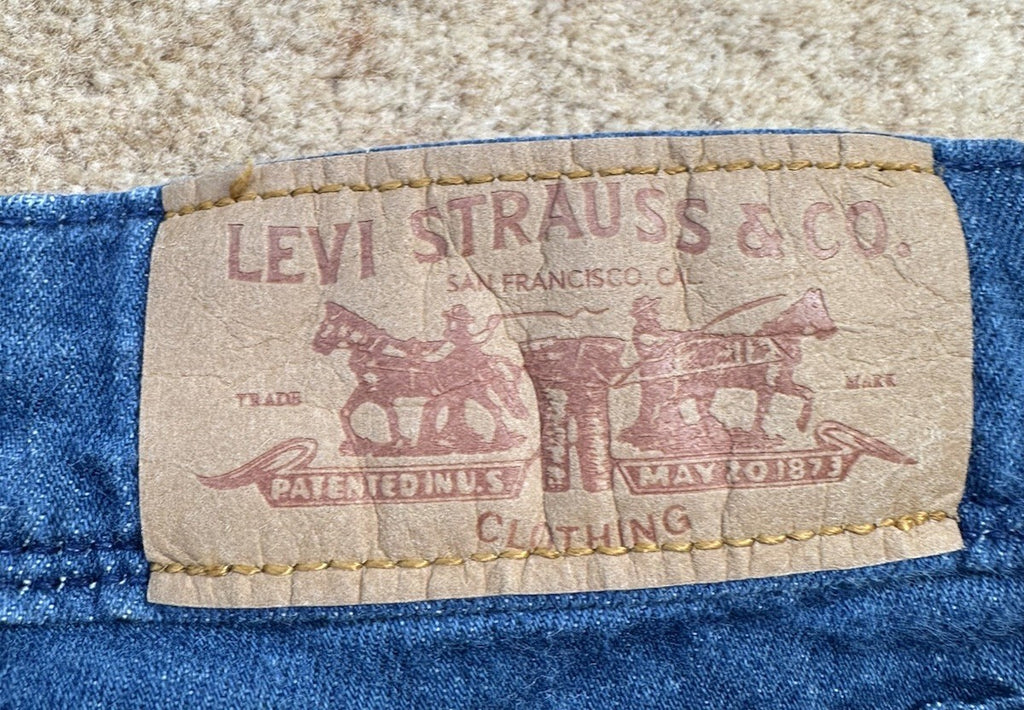 LEVI STRAUSS & CO.
SAN FRANCISCO, CAL.
TRADE MARK
PATENTED IN U.S. MAY 20 1873
CLOTHING